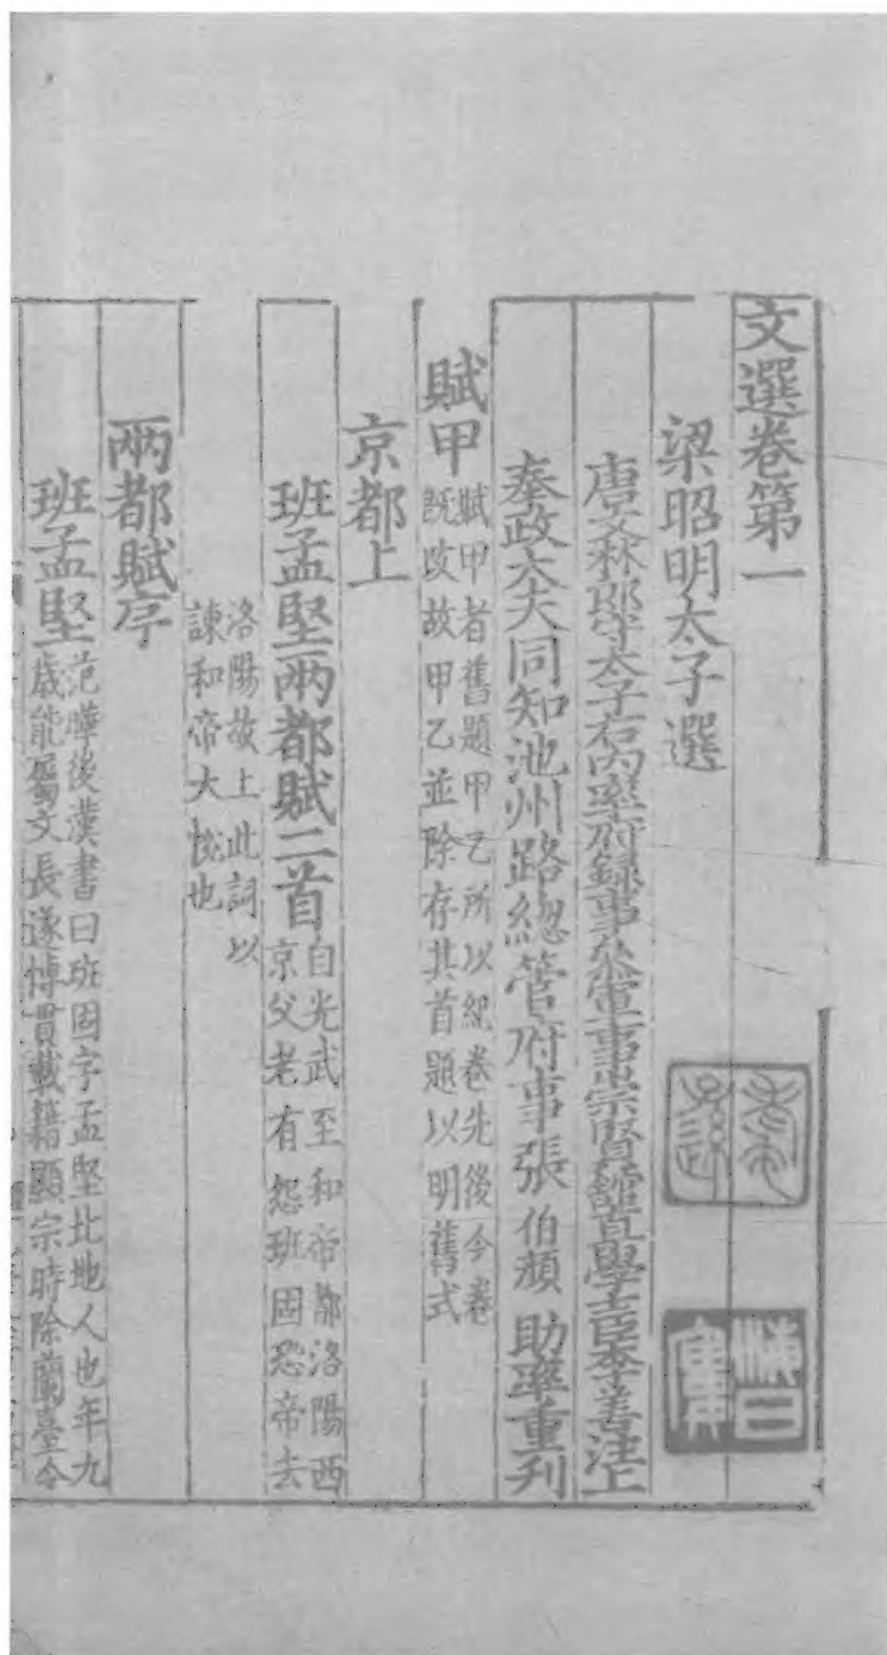 文選卷第一
梁昭明太子選
唐文林郎守太子右內率府錄事叅軍事崇賢館直學士臣李善注上
奉政大夫同知池州路緫管府事張伯顔助率重刋
賦甲賦甲者舊題甲乙所以紀卷先後今卷
旣改故甲乙並除存其首題以明舊式
京都上
班孟堅兩都賦二首自光武至和帝都洛陽西
京父老有怨班固恐帝去
洛陽故上此詞以
諫和帝大恱也
兩都賦序
班孟堅范曄後漢書曰班固字孟堅北地人也年九
歲能屬文長遂博貫載籍顯宗時除蘭臺令